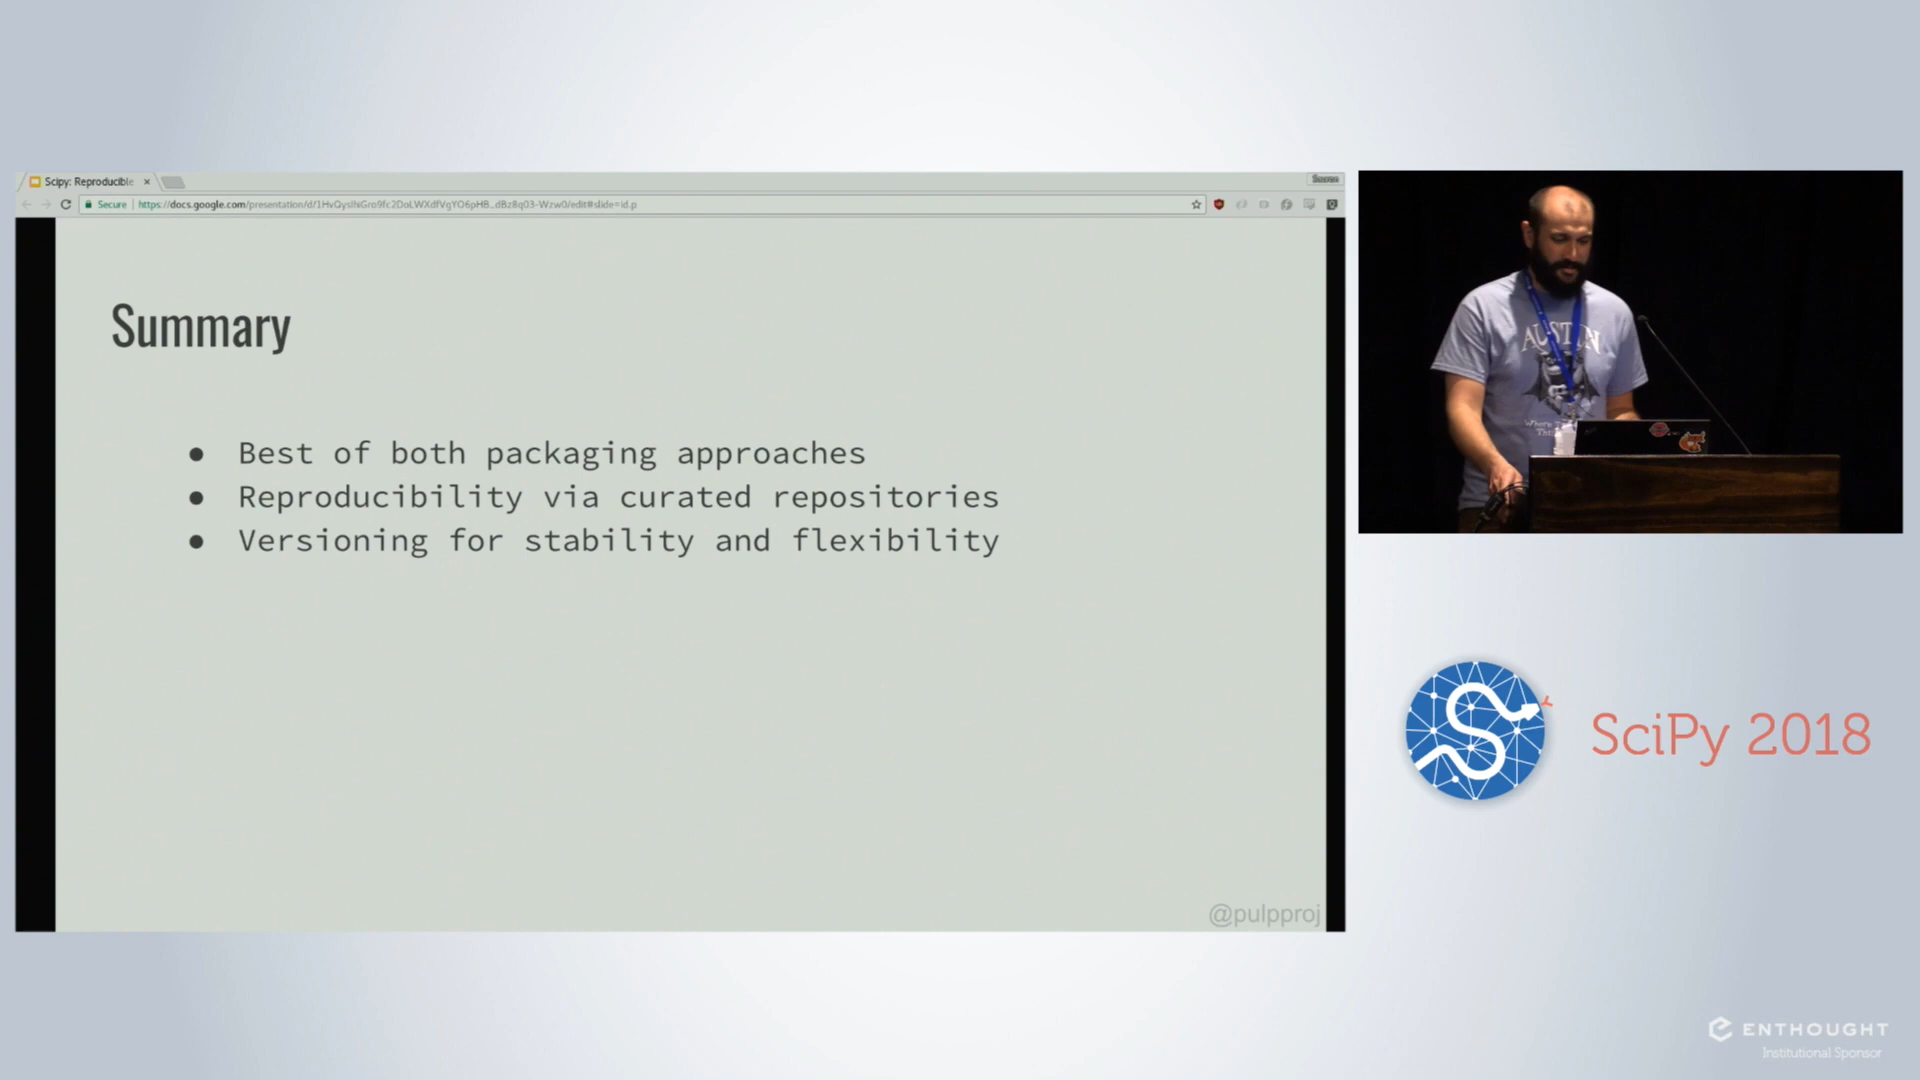 Scipy: Reproducible
Secure
Summary
Best of both packaging approaches
Reproducibility via curated repositories
Versioning for stability and flexibility
@pulpproj
AUSTIN
SciPy 2018
ENTHOUGHT
Institutional Sponsor